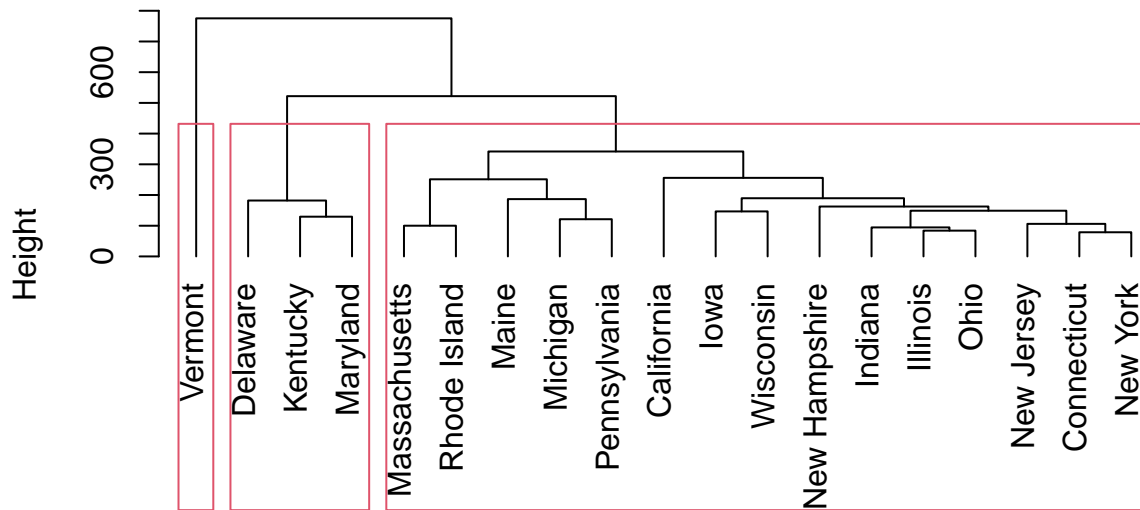 Height
600
300
0
Vermont
Delaware
Kentucky
Maryland
Massachusetts
Rhode Island
Maine
Michigan
Pennsylvania
California
Iowa
Wisconsin
New Hampshire
Indiana
Illinois
Ohio
New Jersey
Connecticut
New York